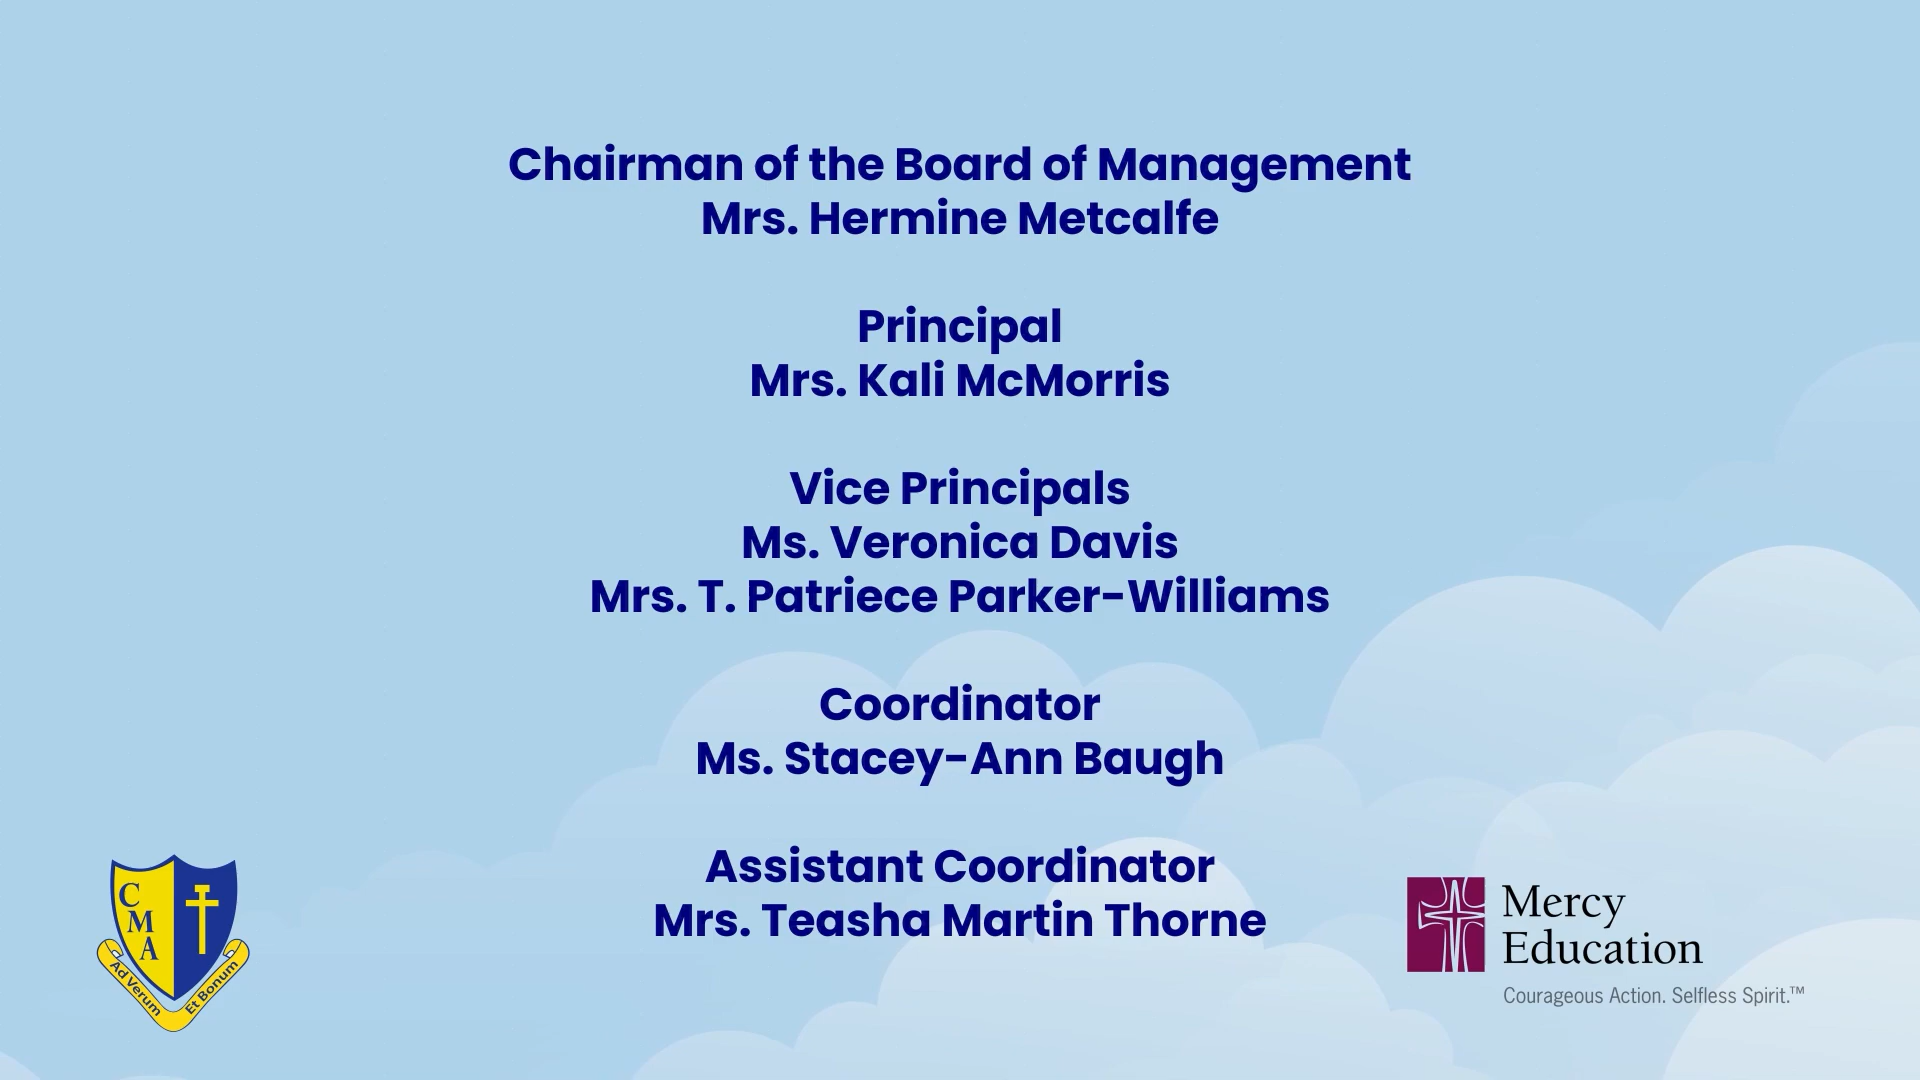 Chairman of the Board of Management
Mrs. Hermine Metcalfe
Principal
Mrs. Kali McMorris
Vice Principals
Ms. Veronica Davis
Mrs. T. Patriece Parker-Williams
Coordinator
Ms. Stacey-Ann Baugh
Assistant Coordinator
Mrs. Teasha Martin Thorne
C
M
A
Ad Verum Et Bonum
Mercy
Education
Courageous Action. Selfless Spirit.™